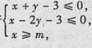 x + y - 3 ⩽ 0,
x - 2y - 3 ⩽ 0,
x ⩾ m,